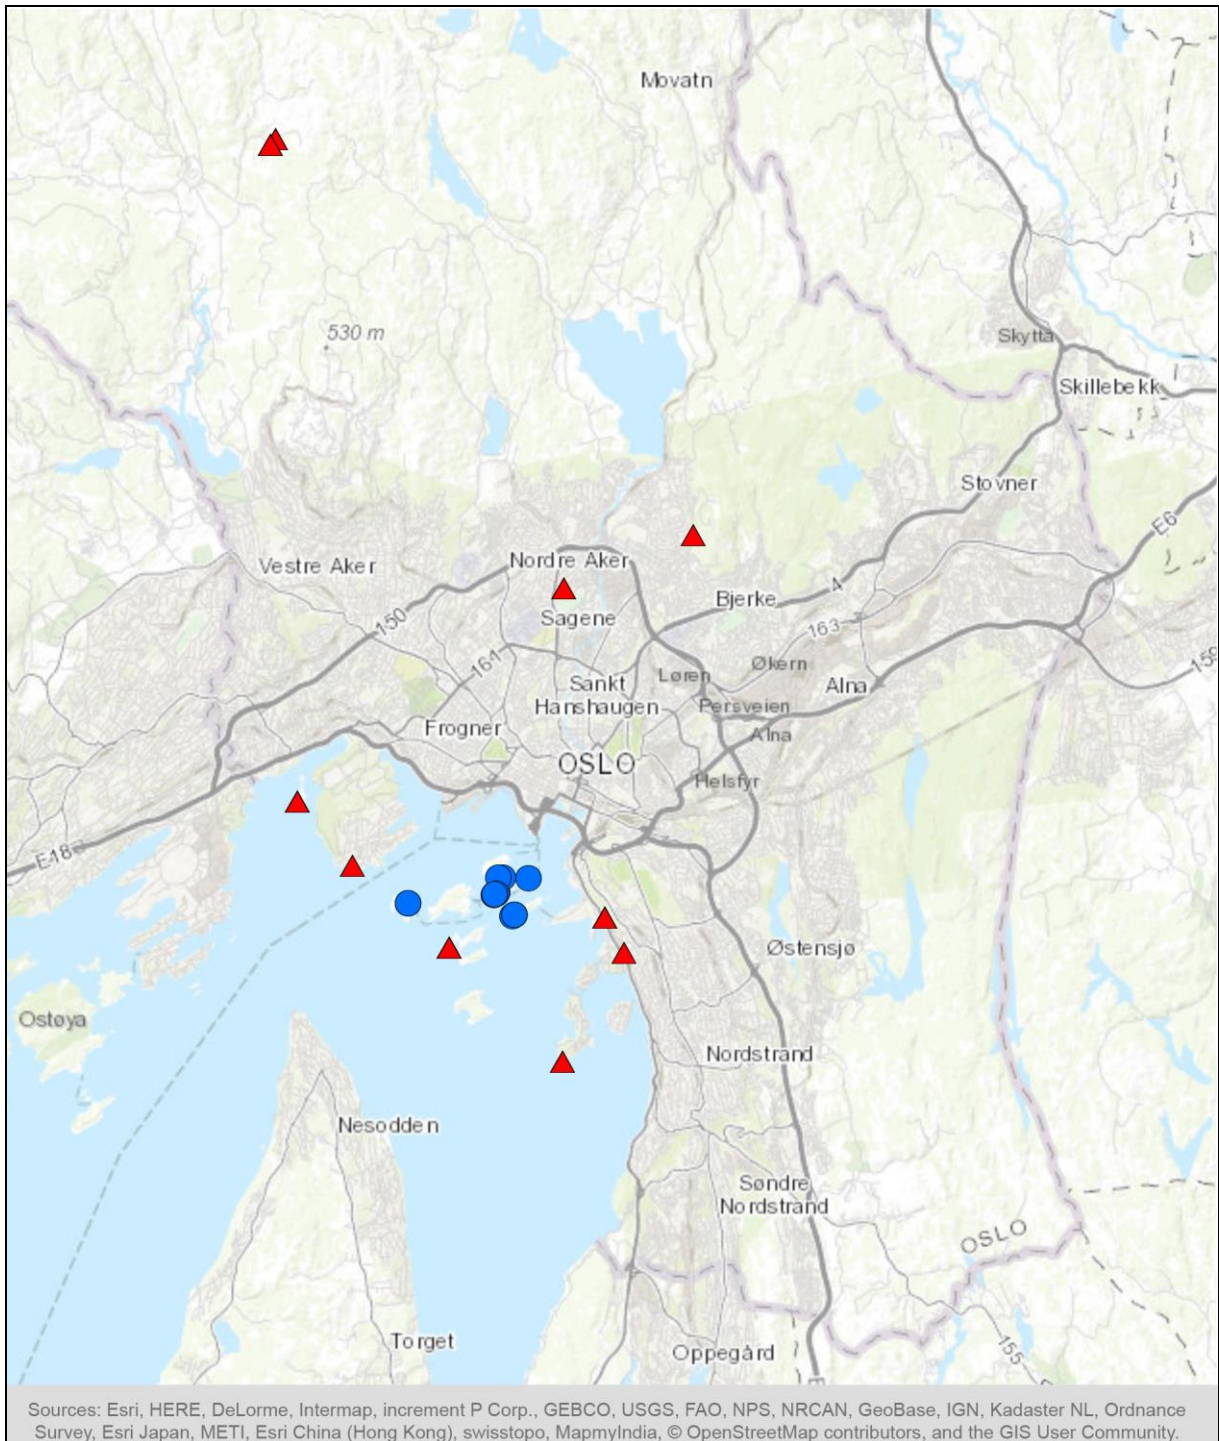 Movatn
530 m
Skytta
Skillebekk
Stovner
E6
Nordre Aker
Vestre Aker
Bjerke
4
150
Sagene
163
161
Økern
159
Løren
Sankt
Hanshaugen
Alna
Persveien
Frogner
Alna
OSLO
Helsfyr
E18
Østensjø
Ostøya
Nordstrand
Nesodden
Søndre
Nordstrand
OSLO
Torget
Oppegård
155
Sources: Esri, HERE, DeLorme, Intermap, increment P Corp., GEBCO, USGS, FAO, NPS, NRCAN, GeoBase, IGN, Kadaster NL, Ordnance
Survey, Esri Japan, METI, Esri China (Hong Kong), swisstopo, MapmyIndia, © OpenStreetMap contributors, and the GIS User Community.